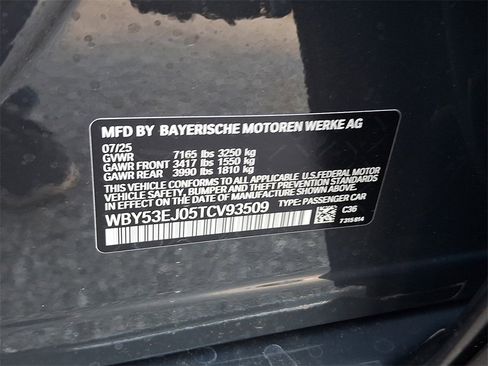 MFD BY BAYERISCHE MOTOREN WERKE AG
07/25
GVWR 7165 lbs 3250 kg
GAWR FRONT 3417 lbs 1550 kg
GAWR REAR 3990 lbs 1810 kg
THIS VEHICLE CONFORMS TO ALL APPLICABLE U.S.FEDERAL MOTOR
VEHICLE SAFETY, BUMPER, AND THEFT PREVENTION STANDARDS
IN EFFECT ON THE DATE OF MANUFACTURE SHOWN ABOVE.
WBY53EJ05TCV93509 TYPE: PASSENGER CAR
C36
7315814